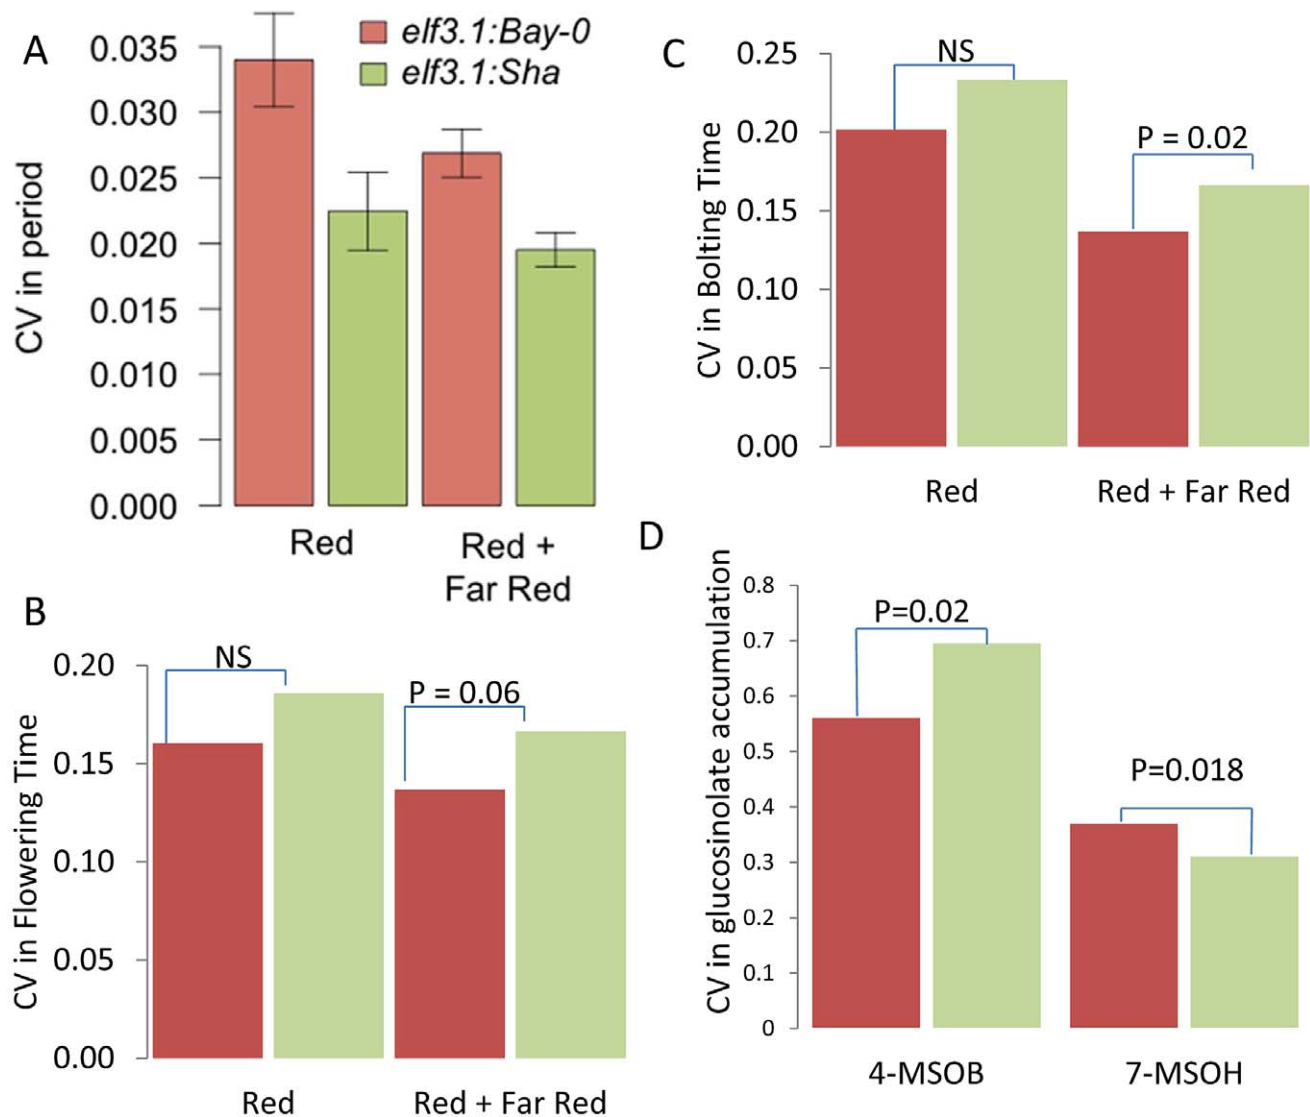 A
CV in period
0.035
0.030
0.025
0.020
0.015
0.010
0.005
0.000
elf3.1:Bay-0
elf3.1:Sha
Red
Red +
Far Red
B
CV in Flowering Time
0.20
0.15
0.10
0.05
0.00
NS
P = 0.06
Red
Red + Far Red
C
CV in Bolting Time
0.25
0.20
0.15
0.10
0.05
0.00
NS
P = 0.02
Red
Red + Far Red
D
CV in glucosinolate accumulation
0.8
0.7
0.6
0.5
0.4
0.3
0.2
0.1
0
P=0.02
P=0.018
4-MSOB
7-MSOH